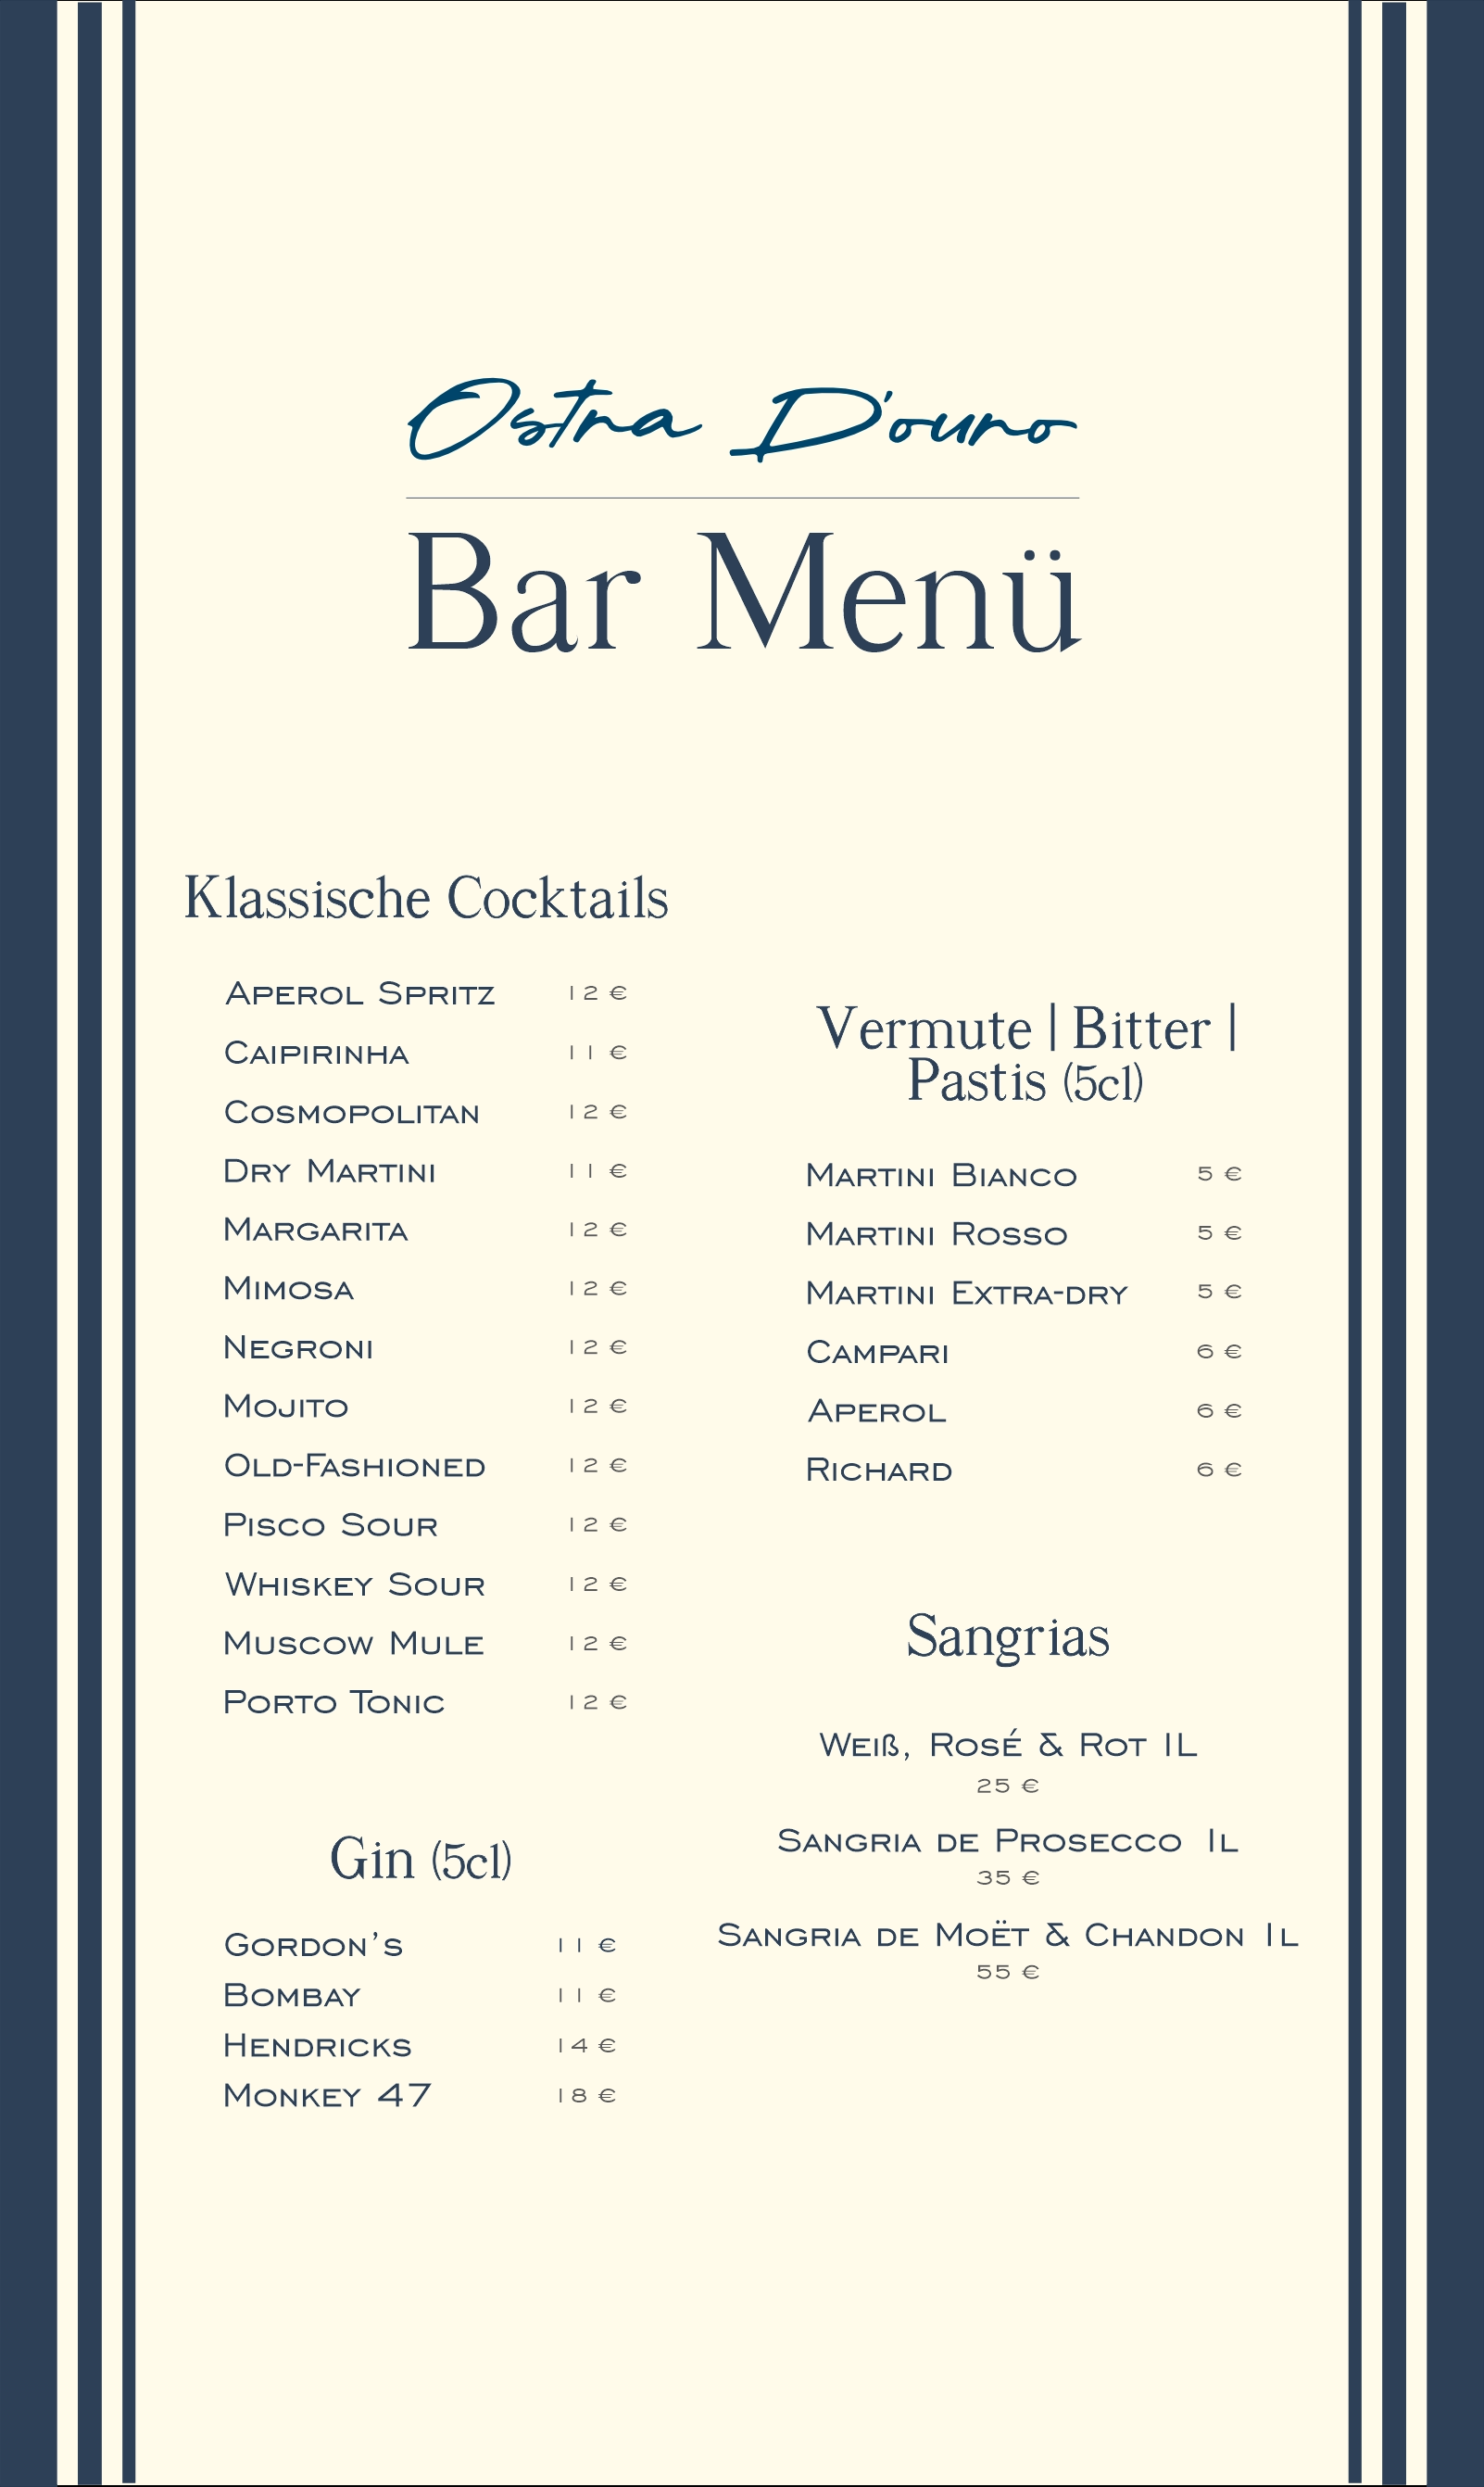 Ostra D'ouro
Bar Menü
Klassische Cocktails
Aperol Spritz 12 €
Caipirinha 11 €
Cosmopolitan 12 €
Dry Martini 11 €
Margarita 12 €
Mimosa 12 €
Negroni 12 €
Mojito 12 €
Old-Fashioned 12 €
Pisco Sour 12 €
Whiskey Sour 12 €
Muscow Mule 12 €
Porto Tonic 12 €
Gin (5cl)
Gordon's 11 €
Bombay 11 €
Hendricks 14 €
Monkey 47 18 €
Vermute | Bitter |
Pastis (5cl)
Martini Bianco 5 €
Martini Rosso 5 €
Martini Extra-dry 5 €
Campari 6 €
Aperol 6 €
Richard 6 €
Sangrias
Weiß, Rosé & Rot 1L
25 €
Sangria de Prosecco 1l
35 €
Sangria de Moët & Chandon 1l
55 €